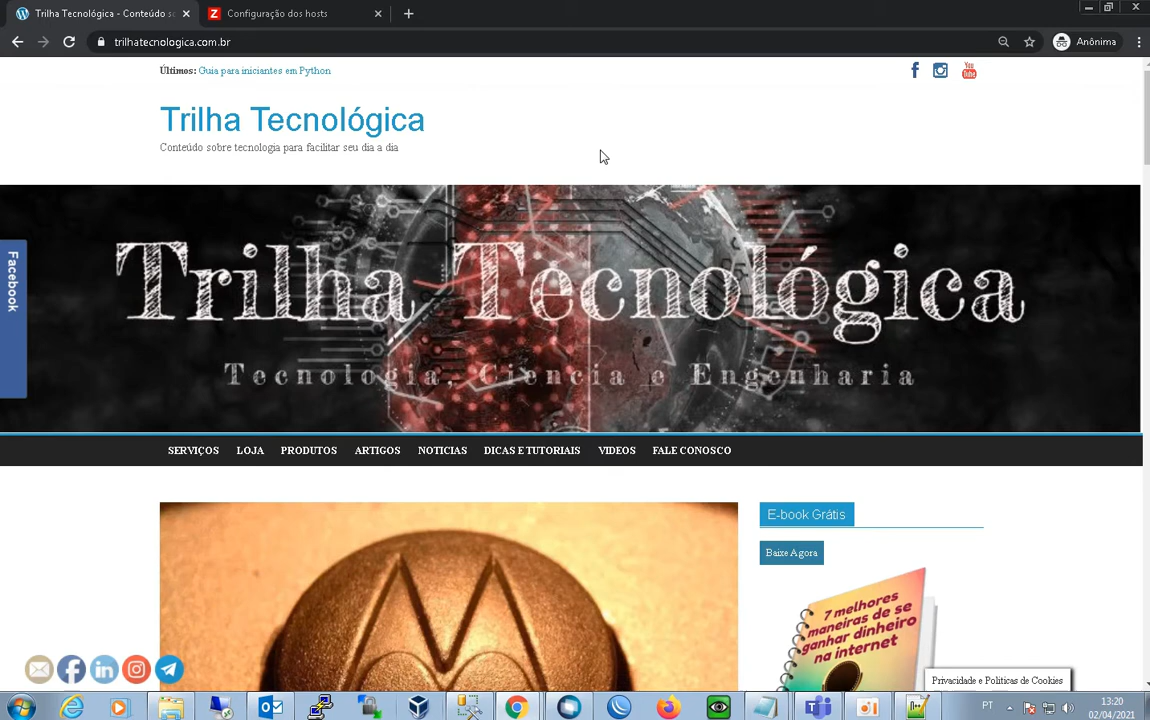 Trilha Tecnológica - Conteúdo so
Configuração dos hosts
trilhatecnologica.com.br
Anônima
Últimos: Guia para iniciantes em Python
You
Tube
Trilha Tecnológica
Conteúdo sobre tecnologia para facilitar seu dia a dia
Facebook
Trilha Tecnológica
Tecnologia, Ciencia e Engenharia
SERVIÇOS LOJA PRODUTOS ARTIGOS NOTICIAS DICAS E TUTORIAIS VIDEOS FALE CONOSCO
E-book Grátis
Baixe Agora
7 melhores
maneiras de se
ganhar dinheiro
na internet
Privacidade e Politicas de Cookies
PT
13:20
02/04/2021